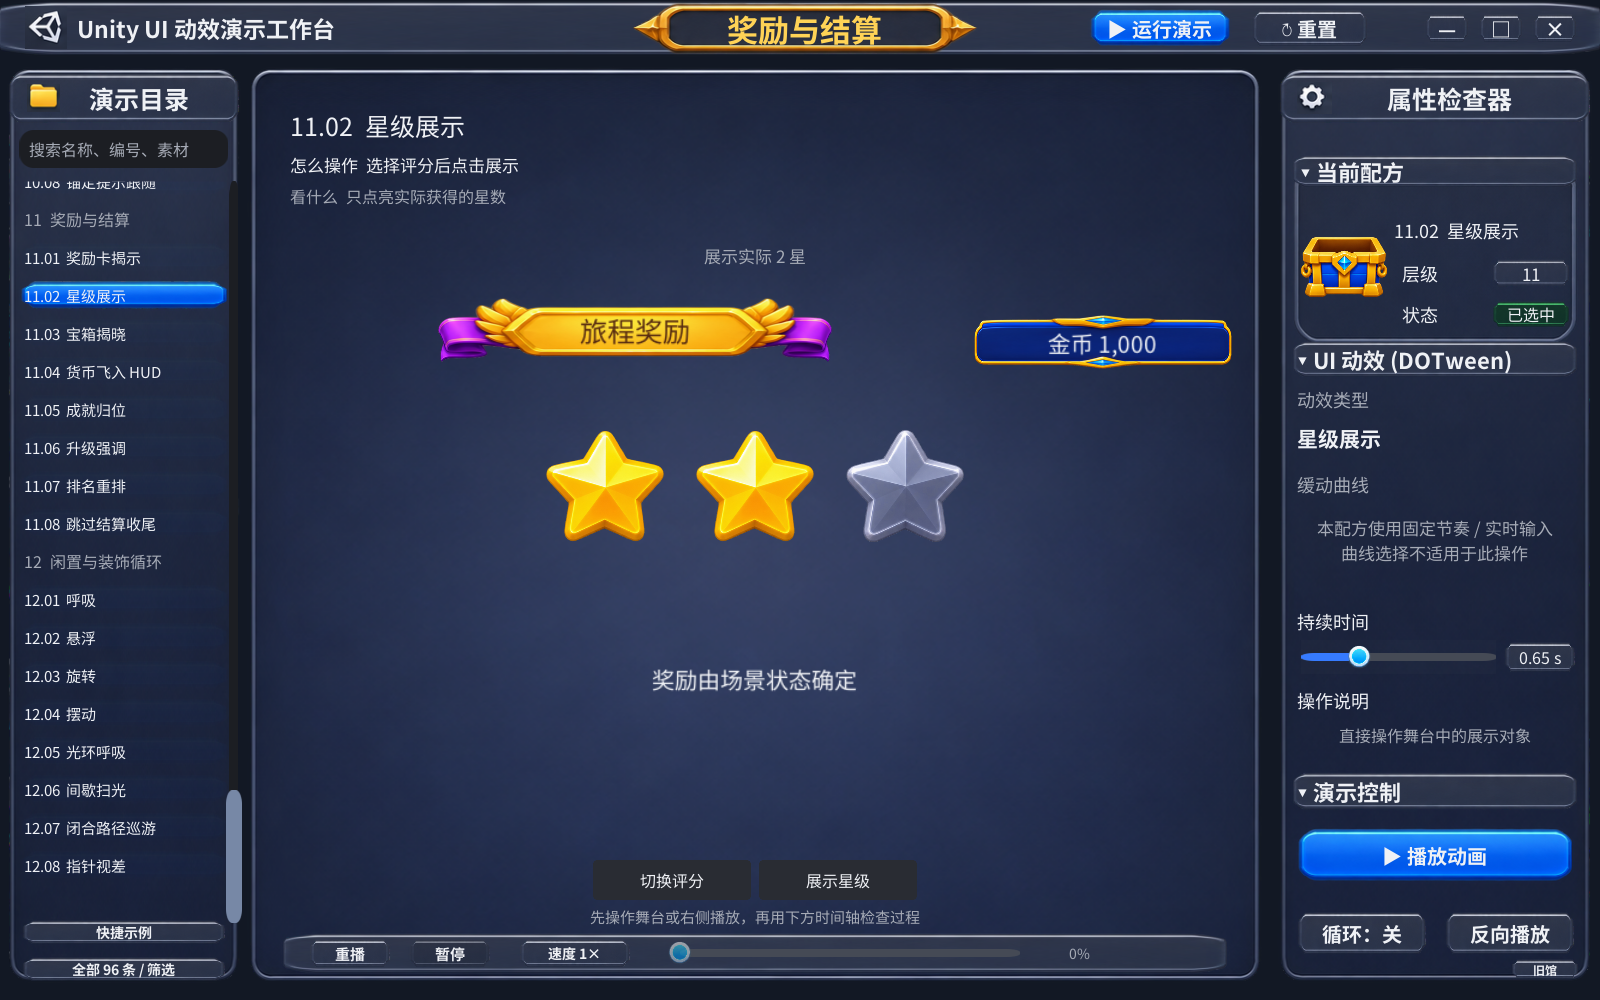 Unity UI 动效演示工作台
奖励与结算
▶ 运行演示
↻ 重置
演示目录
搜索名称、编号、素材
10.08 锚定提示跟随
11 奖励与结算
11.01 奖励卡揭示
11.02 星级展示
11.03 宝箱揭晓
11.04 货币飞入 HUD
11.05 成就归位
11.06 升级强调
11.07 排名重排
11.08 跳过结算收尾
12 闲置与装饰循环
12.01 呼吸
12.02 悬浮
12.03 旋转
12.04 摆动
12.05 光环呼吸
12.06 间歇扫光
12.07 闭合路径巡游
12.08 指针视差
快捷示例
全部 96 条 / 筛选
11.02 星级展示
怎么操作 选择评分后点击展示
看什么 只点亮实际获得的星数
展示实际 2 星
旅程奖励
金币 1,000
奖励由场景状态确定
切换评分
展示星级
先操作舞台或右侧播放，再用下方时间轴检查过程
重播
暂停
速度 1×
0%
属性检查器
▼ 当前配方
11.02 星级展示
层级
11
状态
已选中
▼ UI 动效 (DOTween)
动效类型
星级展示
缓动曲线
本配方使用固定节奏 / 实时输入
曲线选择不适用于此操作
持续时间
0.65 s
操作说明
直接操作舞台中的展示对象
▼ 演示控制
▶ 播放动画
循环：关
反向播放
旧馆